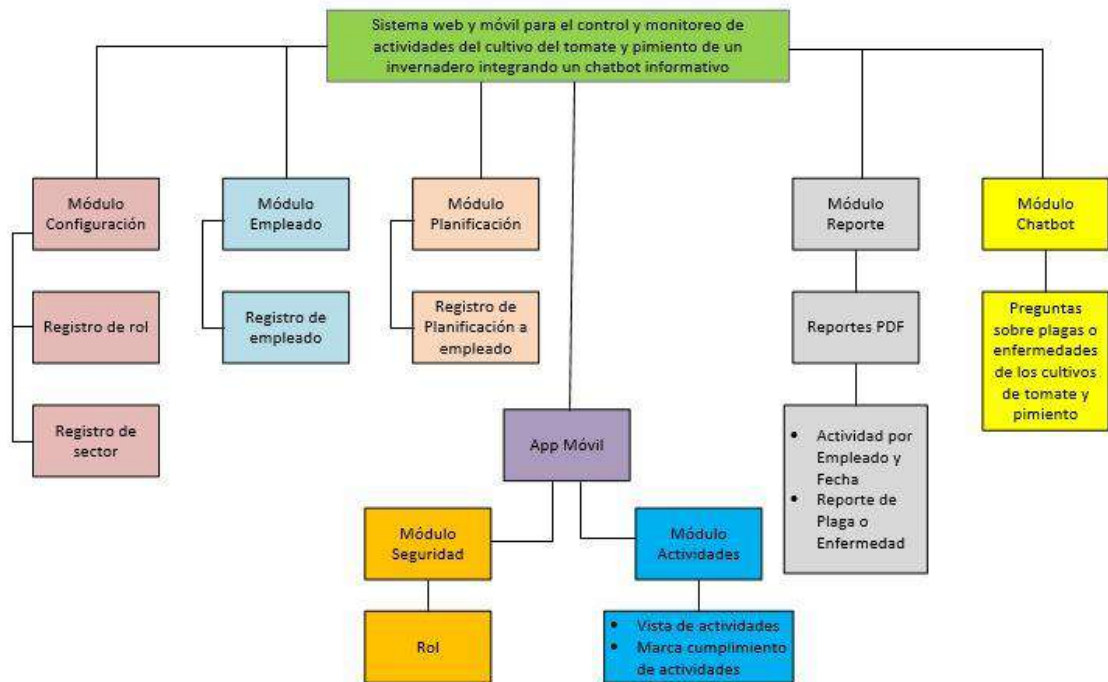 Sistema web y móvil para el control y monitoreo de
actividades del cultivo del tomate y pimiento de un
invernadero integrando un chatbot informativo
Módulo
Configuración
Módulo
Empleado
Módulo
Planificación
Módulo
Reporte
Módulo
Chatbot
Registro de rol
Registro de
empleado
Registro de
Planificación a
empleado
Reportes PDF
Preguntas
sobre plagas o
enfermedades
de los cultivos
de tomate y
pimiento
Registro de
sector
App Móvil
• Actividad por
Empleado y
Fecha
• Reporte de
Plaga o
Enfermedad
Módulo
Seguridad
Módulo
Actividades
Rol
• Vista de actividades
• Marca cumplimiento
de actividades